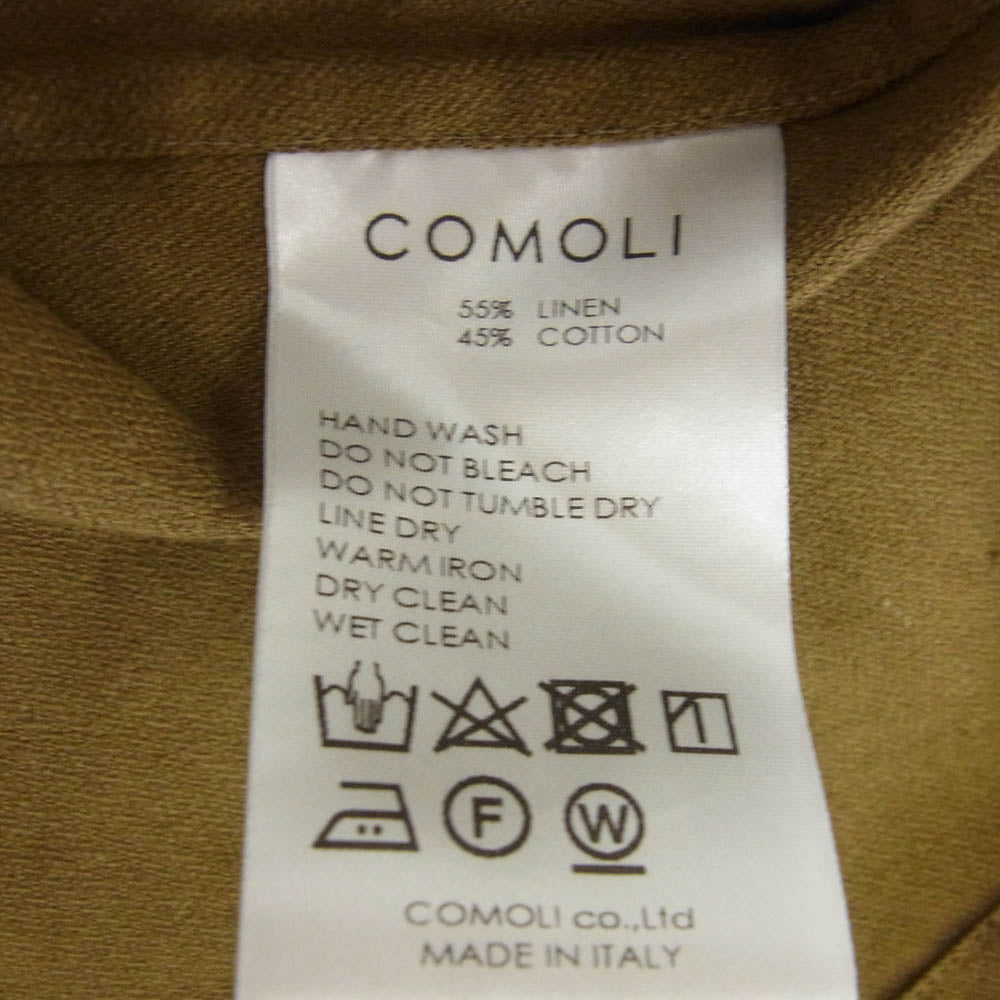 COMOLI
55% LINEN
45% COTTON
HAND WASH
DO NOT BLEACH
DO NOT TUMBLE DRY
LINE DRY
WARM IRON
DRY CLEAN
WET CLEAN
F W
COMOLI co.,Ltd
MADE IN ITALY